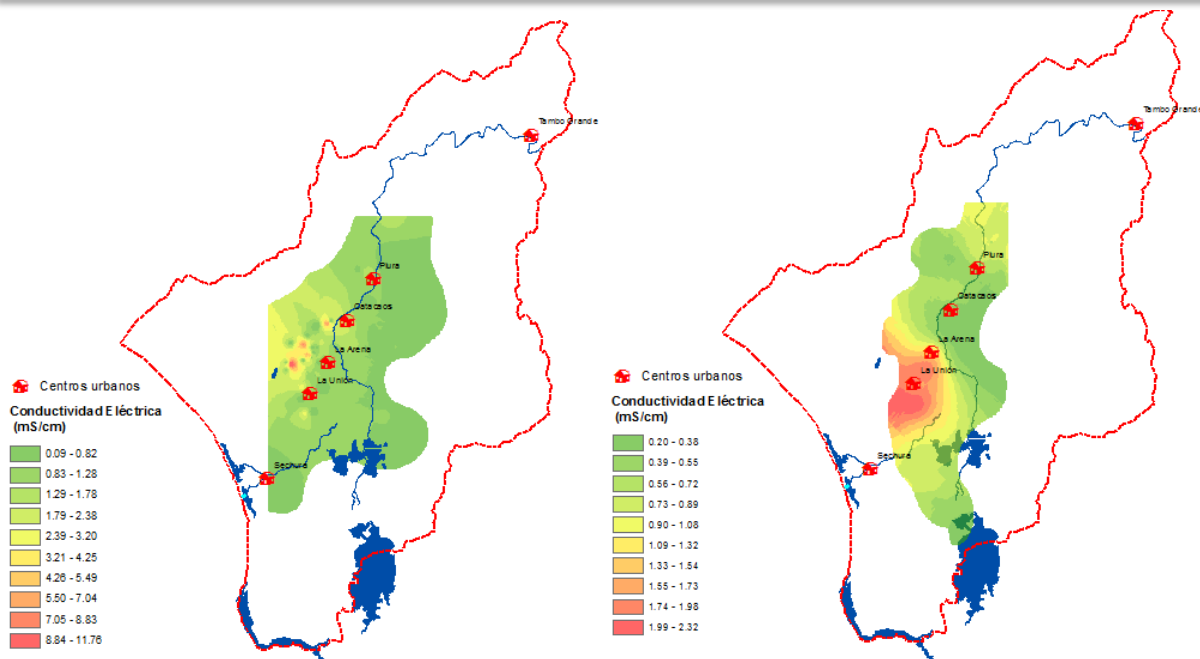 Tambo Grande
Piura
Catacaos
La Arena
La Unión
Sechura
Centros urbanos
Conductividad Eléctrica
(mS/cm)
0.09 - 0.82
0.83 - 1.28
1.29 - 1.78
1.79 - 2.38
2.39 - 3.20
3.21 - 4.25
4.26 - 5.49
5.50 - 7.04
7.05 - 8.83
8.84 - 11.76
Tambo Grande
Piura
Catacaos
La Arena
La Unión
Sechura
Centros urbanos
Conductividad Eléctrica
(mS/cm)
0.20 - 0.38
0.39 - 0.55
0.56 - 0.72
0.73 - 0.89
0.90 - 1.08
1.09 - 1.32
1.33 - 1.54
1.55 - 1.73
1.74 - 1.98
1.99 - 2.32